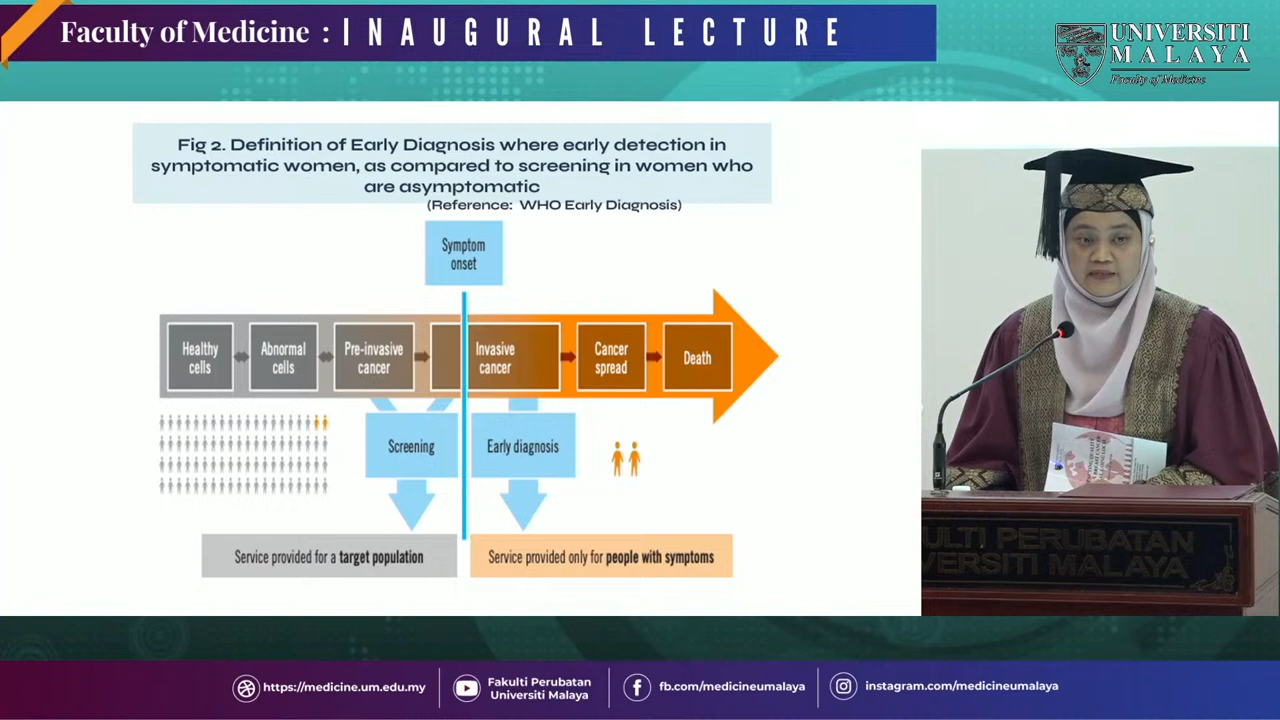 Faculty of Medicine : INAUGURAL LECTURE
UNIVERSITI
MALAYA
Faculty of Medicine
Fig 2. Definition of Early Diagnosis where early detection in
symptomatic women, as compared to screening in women who
are asymptomatic
(Reference: WHO Early Diagnosis)
Symptom
onset
Healthy
cells
Abnormal
cells
Pre-invasive
cancer
Invasive
cancer
Cancer
spread
Death
Screening
Early diagnosis
Service provided for a target population
Service provided only for people with symptoms
ULTI PERUBATAN
VERSITI MALAYA
https://medicine.um.edu.my
Fakulti Perubatan
Universiti Malaya
fb.com/medicineumalaya
instagram.com/medicineumalaya